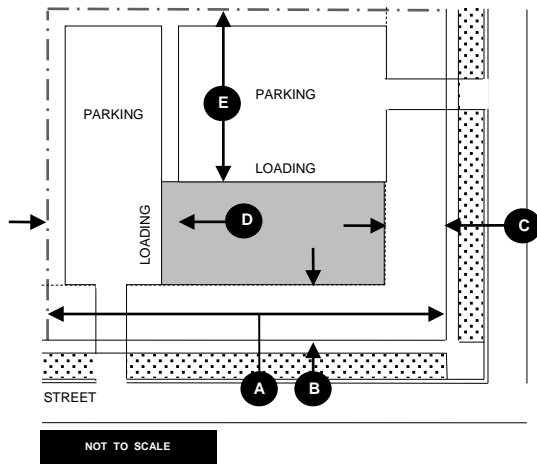 E
PARKING
PARKING
LOADING
LOADING
D
C
A
B
STREET
NOT TO SCALE